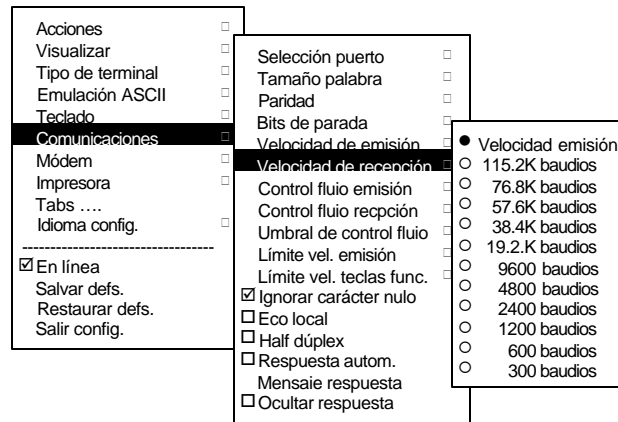 Acciones
Visualizar
Tipo de terminal
Emulación ASCII
Teclado
Comunicaciones
Módem
Impresora
Tabs ....
Idioma config.
----------------------------------
En línea
Salvar defs.
Restaurar defs.
Salir config.
Selección puerto
Tamaño palabra
Paridad
Bits de parada
Velocidad de emisión
Velocidad de recepción
Control fluio emisión
Control fluio recpción
Umbral de control fluio
Límite vel. emisión
Límite vel. teclas func.
Ignorar carácter nulo
Eco local
Half dúplex
Respuesta autom.
Mensaie respuesta
Ocultar respuesta
Velocidad emisión
115.2K baudios
76.8K baudios
57.6K baudios
38.4K baudios
19.2.K baudios
9600 baudios
4800 baudios
2400 baudios
1200 baudios
600 baudios
300 baudios